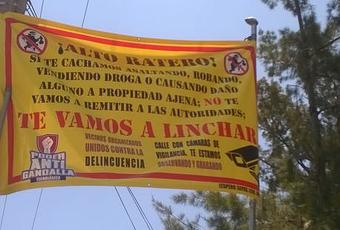 ¡ALTO RATERO!
SI TE CACHAMOS ASALTANDO, ROBANDO,
VENDIENDO DROGA O CAUSANDO DAÑO
ALGUNO A PROPIEDAD AJENA; NO TE
VAMOS A REMITIR A LAS AUTORIDADES;
TE VAMOS A LINCHAR
VECINOS ORGANIZADOS
UNIDOS CONTRA LA
DELINCUENCIA
CALLE CON CAMARAS DE
VIGILANCIA, TE ESTAMOS
OBSERVANDO Y GRABANDO
PODER
ANTI
GANDALLA